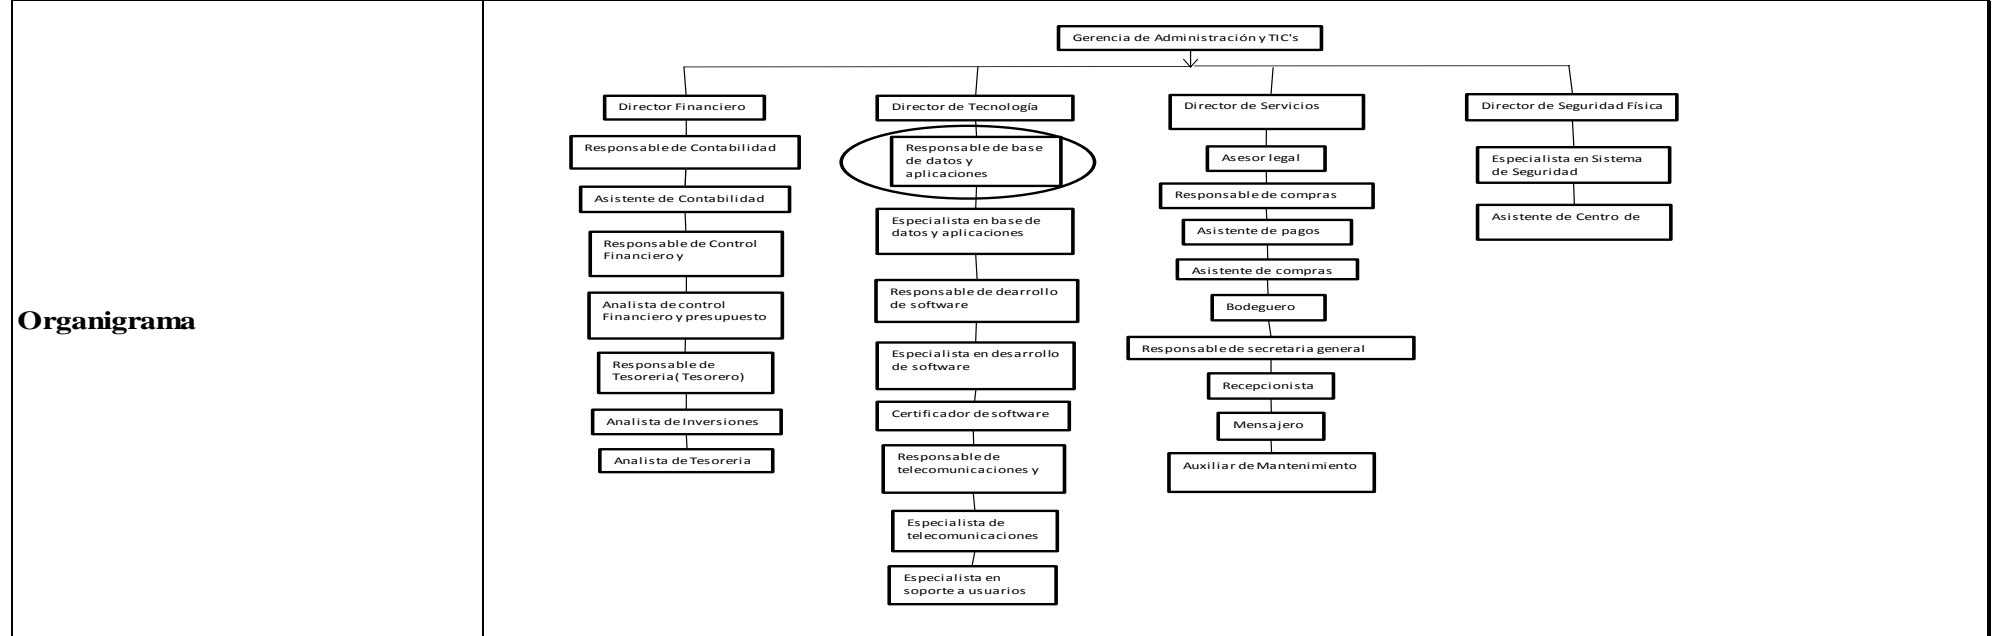 Organigrama
Gerencia de Administración y TIC's
Director Financiero
Responsable de Contabilidad
Asistente de Contabilidad
Responsable de Control
Financiero y
Analista de control
Financiero y presupuesto
Responsable de
Tesoreria( Tesorero)
Analista de Inversiones
Analista de Tesoreria
Director de Tecnología
Responsable de base
de datos y
aplicaciones
Especialista en base de
datos y aplicaciones
Responsable de dearrollo
de software
Especialista en desarrollo
de software
Certificador de software
Responsable de
telecomunicaciones y
Especialista de
telecomunicaciones
Especialista en
soporte a usuarios
Director de Servicios
Asesor legal
Responsable de compras
Asistente de pagos
Asistente de compras
Bodeguero
Responsable de secretaria general
Recepcionista
Mensajero
Auxiliar de Mantenimiento
Director de Seguridad Física
Especialista en Sistema
de Seguridad
Asistente de Centro de